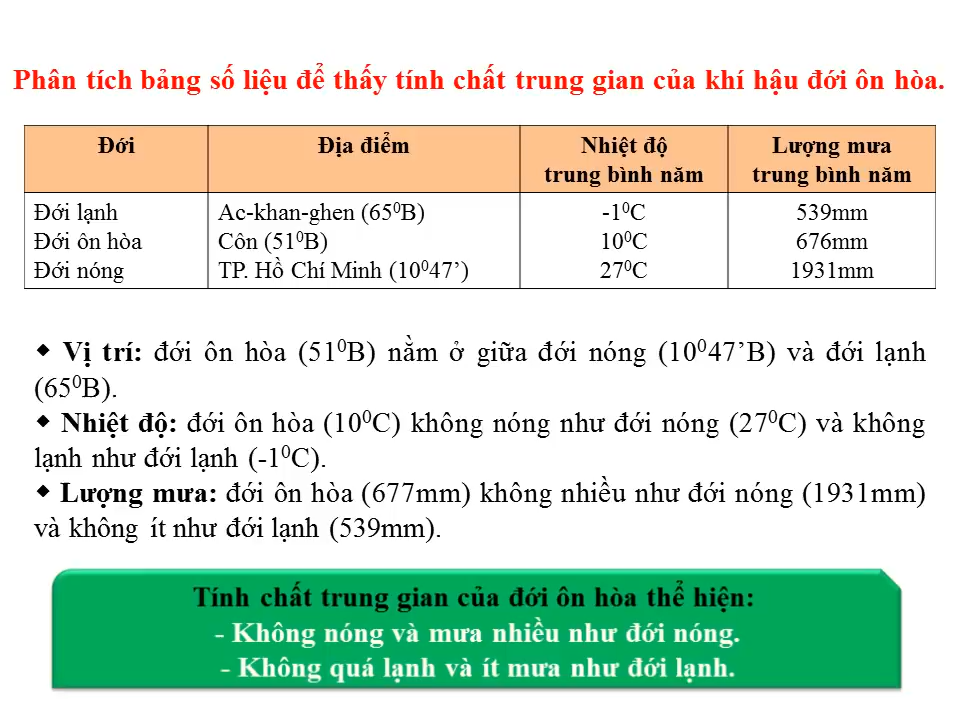 Phân tích bảng số liệu để thấy tính chất trung gian của khí hậu đới ôn hòa.
Đới Địa điểm Nhiệt độ trung bình năm Lượng mưa trung bình năm
Đới lạnh Ac-khan-ghen (65⁰B) -1⁰C 539mm
Đới ôn hòa Côn (51⁰B) 10⁰C 676mm
Đới nóng TP. Hồ Chí Minh (10⁰47’) 27⁰C 1931mm
◆ Vị trí: đới ôn hòa (51⁰B) nằm ở giữa đới nóng (10⁰47’B) và đới lạnh
(65⁰B).
◆ Nhiệt độ: đới ôn hòa (10⁰C) không nóng như đới nóng (27⁰C) và không
lạnh như đới lạnh (-1⁰C).
◆ Lượng mưa: đới ôn hòa (677mm) không nhiều như đới nóng (1931mm)
và không ít như đới lạnh (539mm).
Tính chất trung gian của đới ôn hòa thể hiện:
- Không nóng và mưa nhiều như đới nóng.
- Không quá lạnh và ít mưa như đới lạnh.